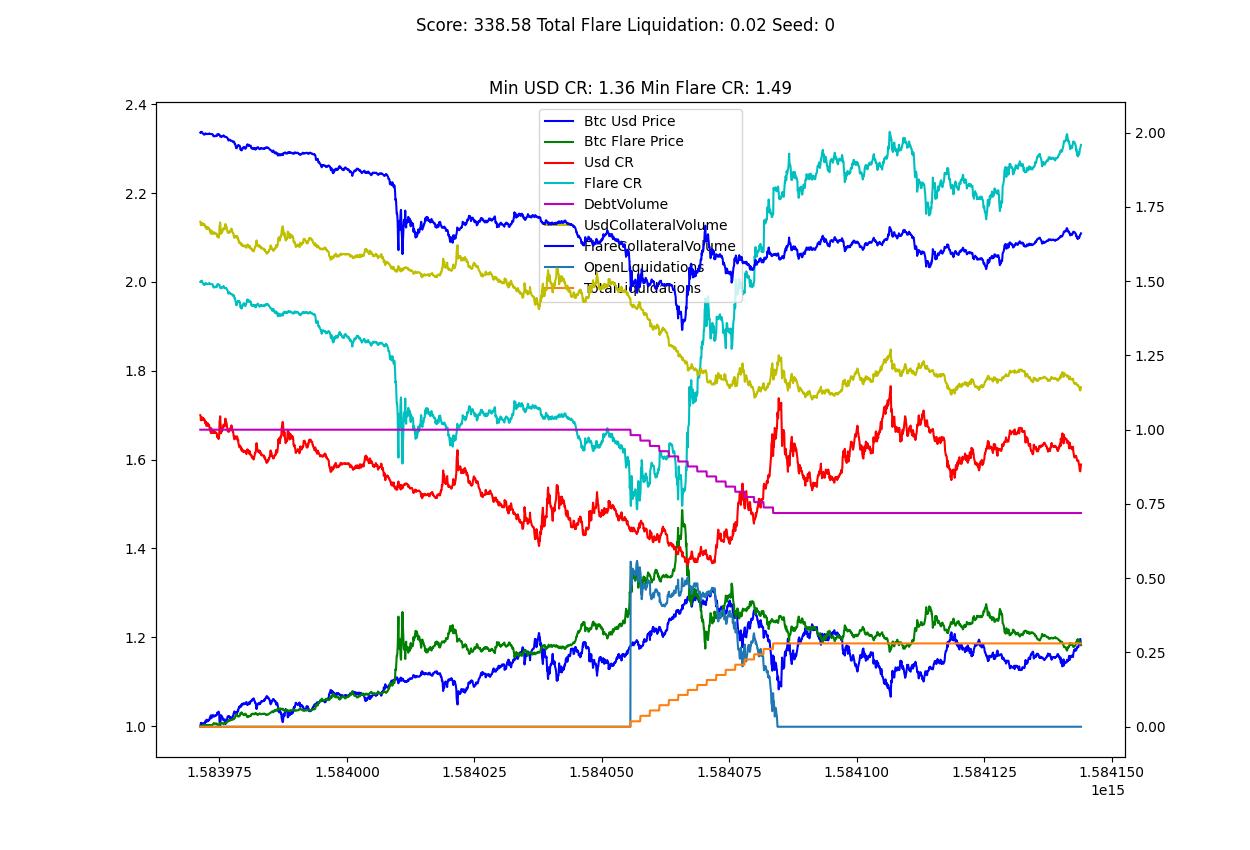 Score: 338.58 Total Flare Liquidation: 0.02 Seed: 0
Min USD CR: 1.36 Min Flare CR: 1.49
2.4
2.2
2.0
1.8
1.6
1.4
1.2
1.0
Btc Usd Price
Btc Flare Price
Usd CR
Flare CR
DebtVolume
UsdCollateralVolume
FlareCollateralVolume
OpenLiquidations
TotalLiquidations
2.00
1.75
1.50
1.25
1.00
0.75
0.50
0.25
0.00
1.583975 1.584000 1.584025 1.584050 1.584075 1.584100 1.584125 1.584150
1e15